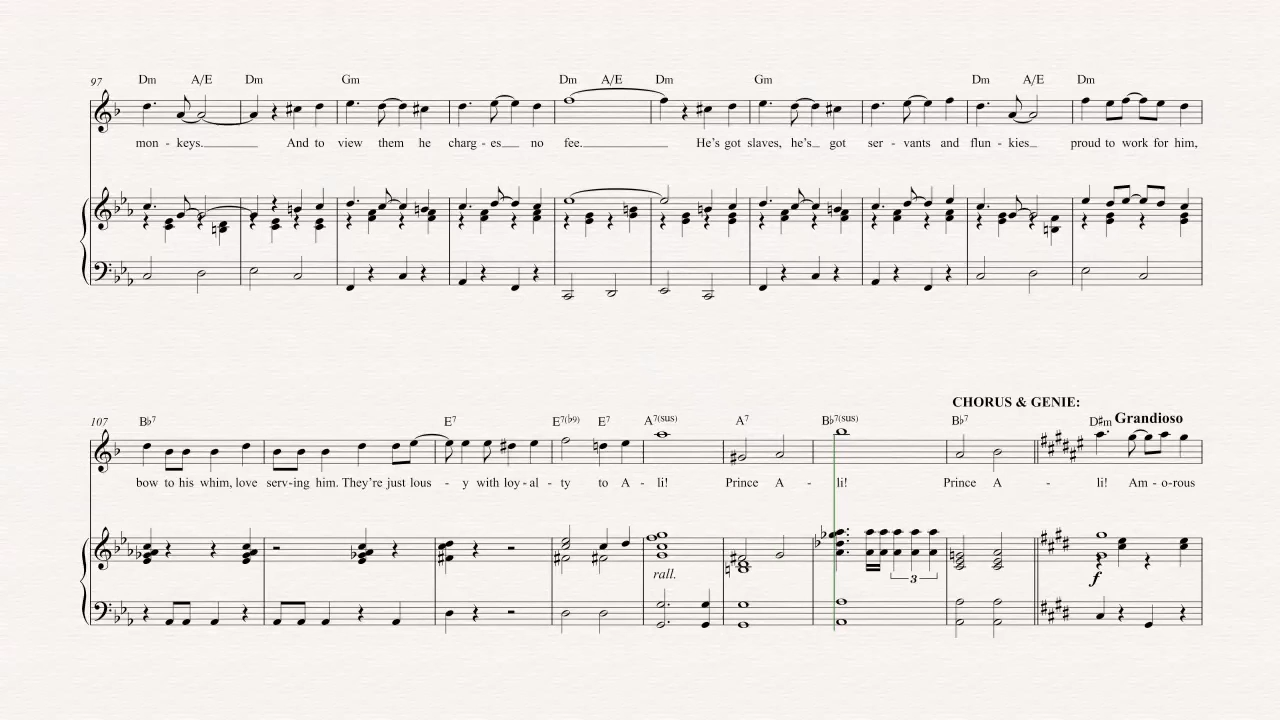 97 Dm A/E Dm Gm Dm A/E Dm Gm Dm A/E Dm
mon - keys. And to view them he charg - es no fee. He's got slaves, he's got ser - vants and flun - kies proud to work for him,
CHORUS & GENIE:
107 B♭7 E7 E7(♭9) E7 A7(sus) A7 B♭7(sus) B♭7 D♯m Grandioso
bow to his whim, love serv- ing him. They're just lous - y with loy - al - ty to A - li! Prince A - li! Prince A - li! Am - o-rous
rall. 3 f